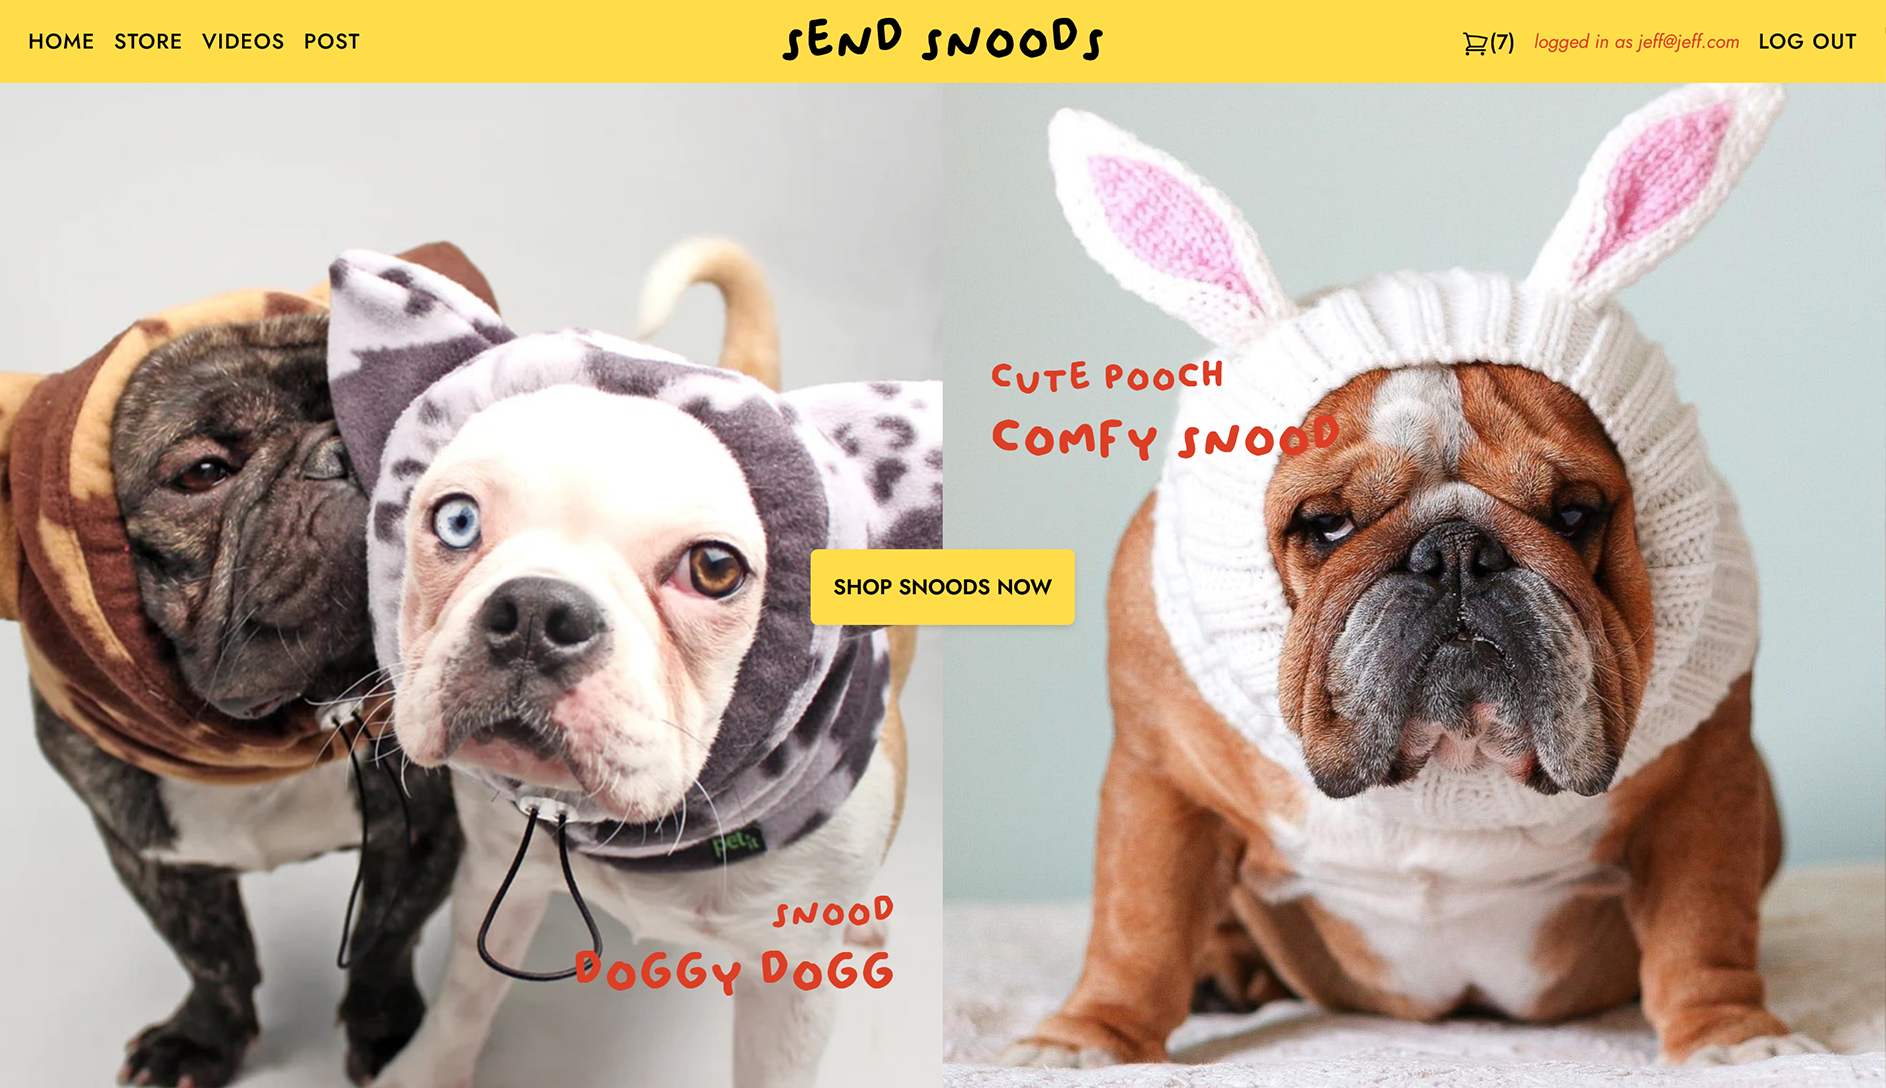 HOME STORE VIDEOS POST
SEND SNOODS
(7) logged in as jeff@jeff.com LOG OUT
CUTE POOCH
COMFY SNOOD
SHOP SNOODS NOW
petit
SNOOD
DOGGY DOGG